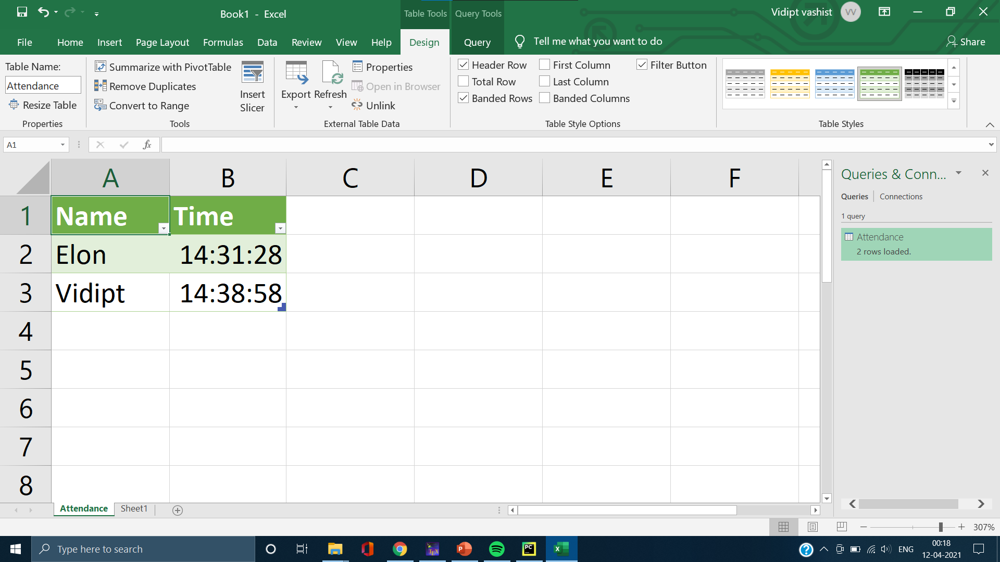 Book1 - Excel
Table Tools
Query Tools
Vidipt vashist
VV
File
Home
Insert
Page Layout
Formulas
Data
Review
View
Help
Design
Query
Tell me what you want to do
Share
Table Name:
Attendance
Resize Table
Properties
Summarize with PivotTable
Remove Duplicates
Convert to Range
Tools
Insert
Slicer
Export
Refresh
Properties
Open in Browser
Unlink
External Table Data
Header Row
Total Row
Banded Rows
First Column
Last Column
Banded Columns
Filter Button
Table Style Options
Table Styles
A1
fx
A B C D E F
1 Name Time
2 Elon 14:31:28
3 Vidipt 14:38:58
4
5
6
7
8
Queries & Conn...
Queries
Connections
1 query
Attendance
2 rows loaded.
Attendance
Sheet1
307%
Type here to search
TEX
P
PC
X
?
ENG
00:18
12-04-2021